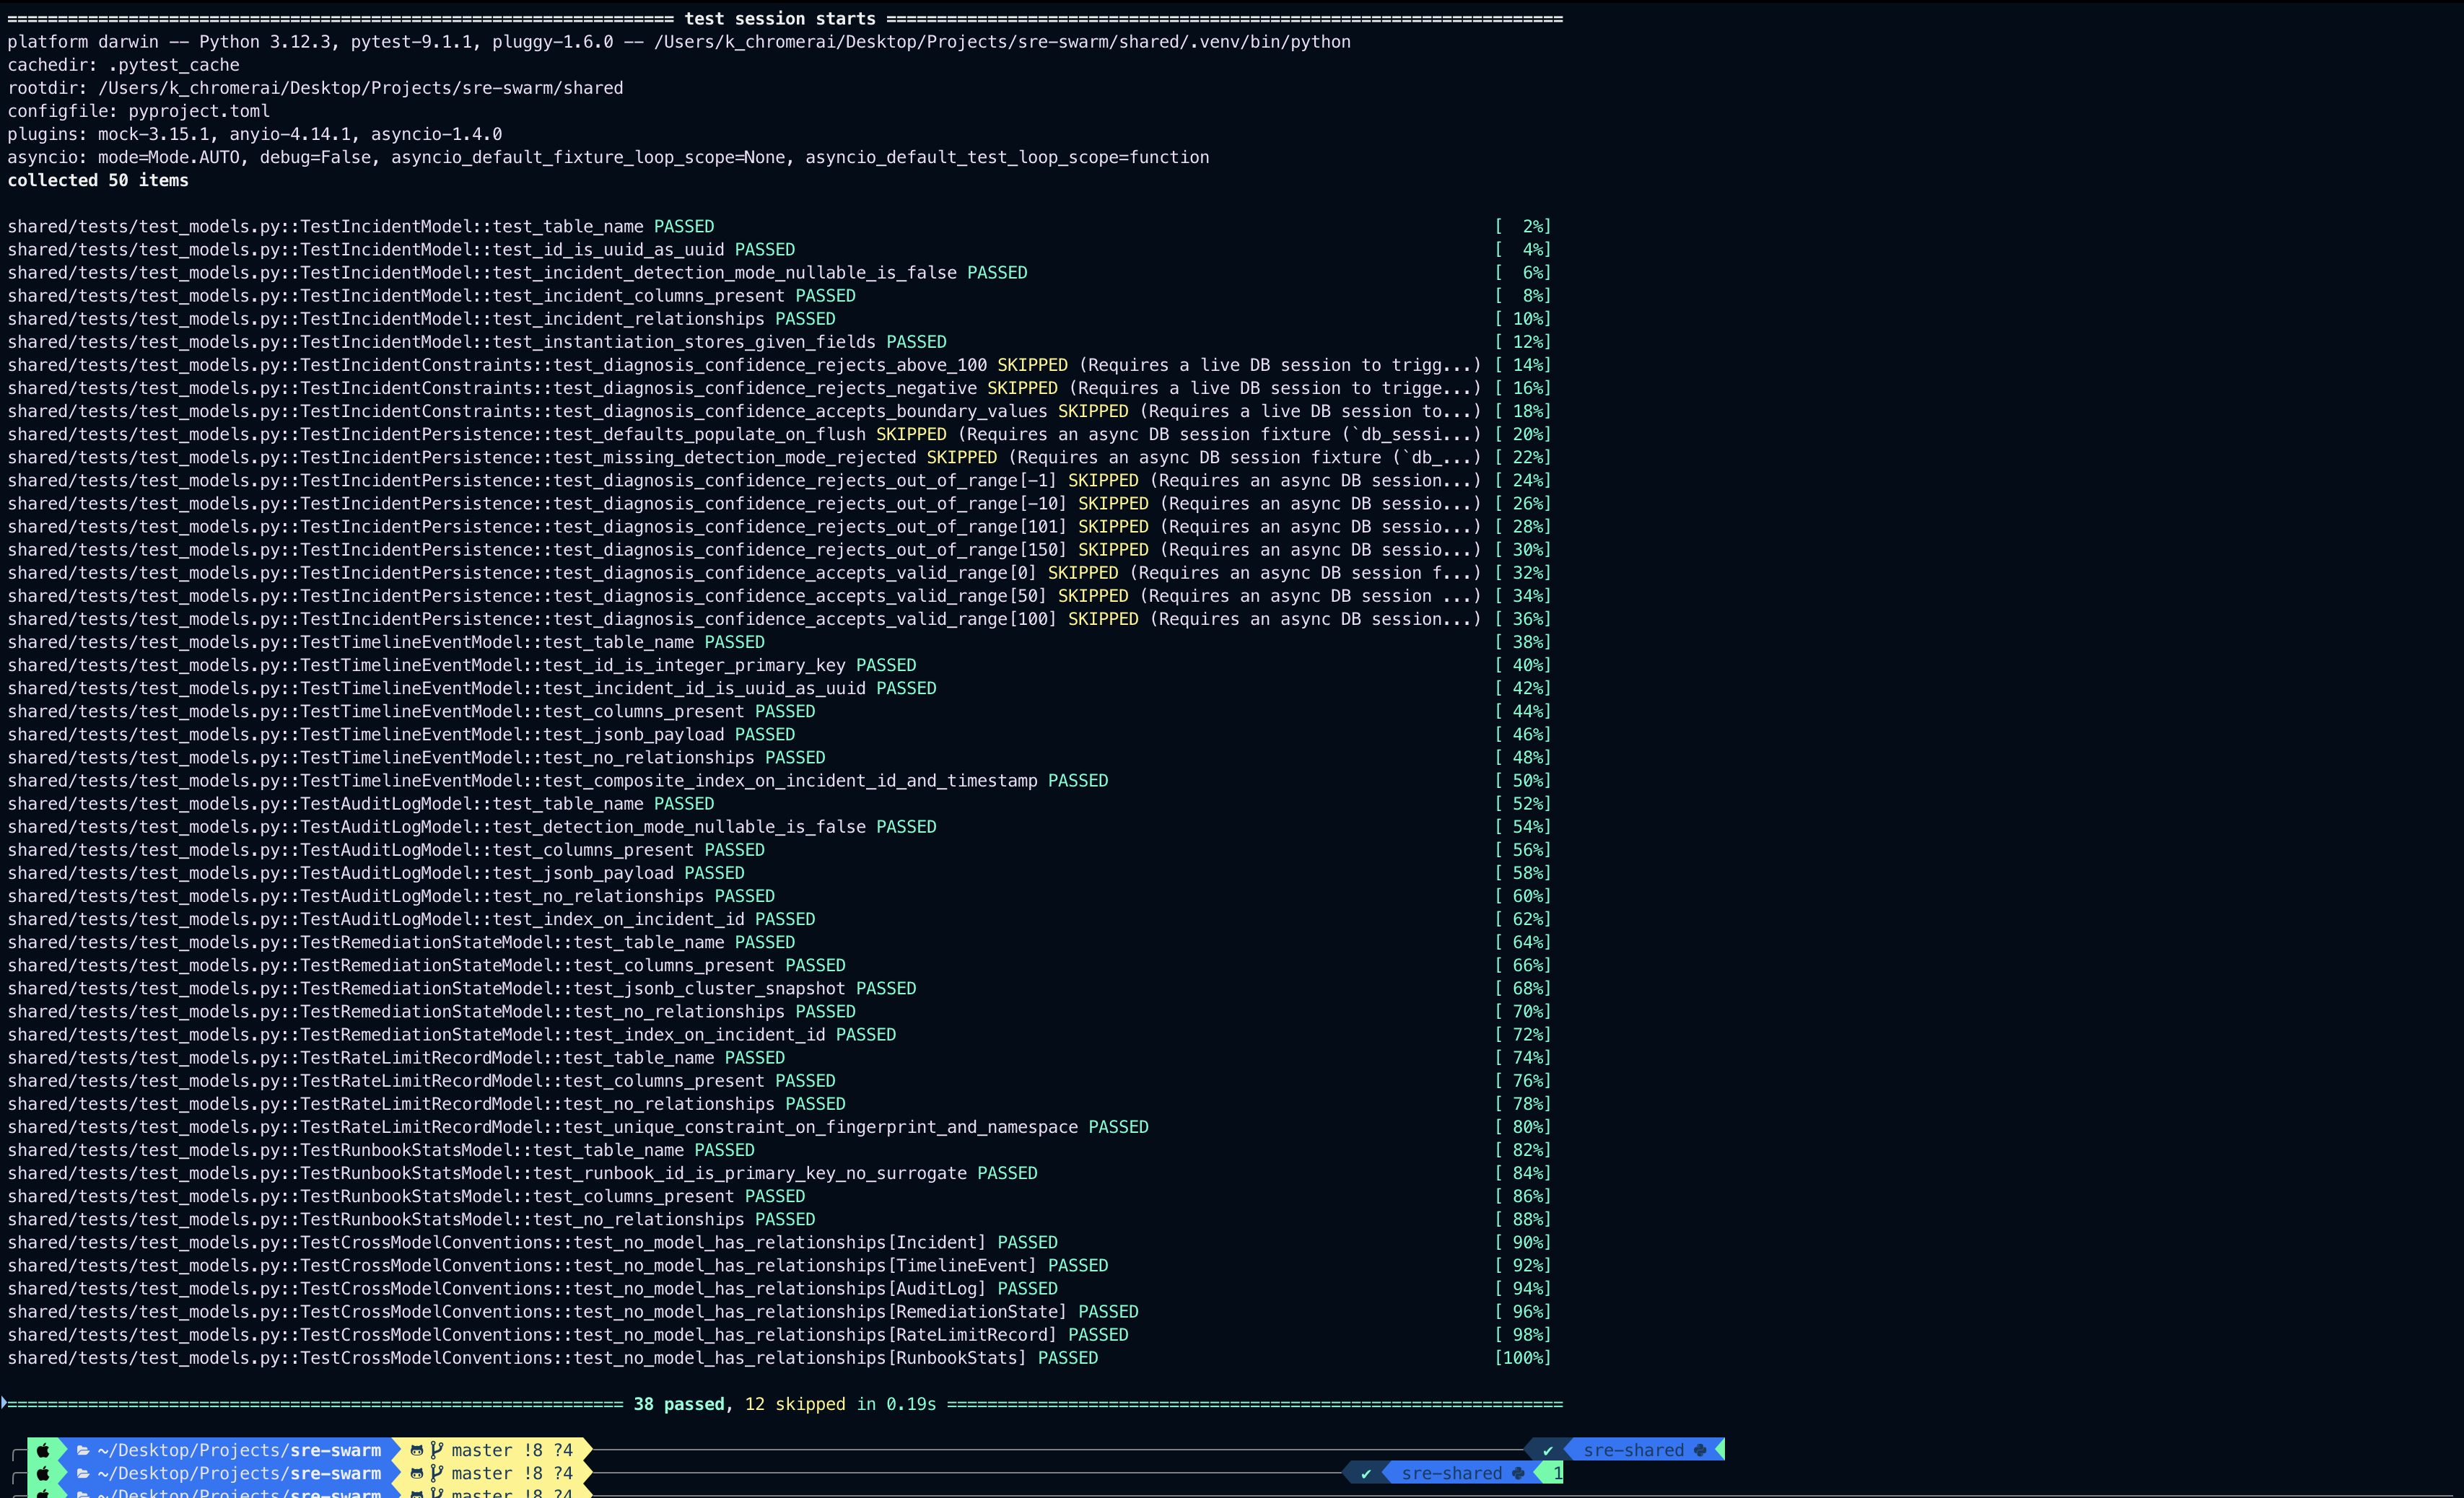 ================================================================== test session starts ===================================================================
platform darwin -- Python 3.12.3, pytest-9.1.1, pluggy-1.6.0 -- /Users/k_chromerai/Desktop/Projects/sre-swarm/shared/.venv/bin/python
cachedir: .pytest_cache
rootdir: /Users/k_chromerai/Desktop/Projects/sre-swarm/shared
configfile: pyproject.toml
plugins: mock-3.15.1, anyio-4.14.1, asyncio-1.4.0
asyncio: mode=Mode.AUTO, debug=False, asyncio_default_fixture_loop_scope=None, asyncio_default_test_loop_scope=function
collected 50 items
shared/tests/test_models.py::TestIncidentModel::test_table_name PASSED [  2%]
shared/tests/test_models.py::TestIncidentModel::test_id_is_uuid_as_uuid PASSED [  4%]
shared/tests/test_models.py::TestIncidentModel::test_incident_detection_mode_nullable_is_false PASSED [  6%]
shared/tests/test_models.py::TestIncidentModel::test_incident_columns_present PASSED [  8%]
shared/tests/test_models.py::TestIncidentModel::test_incident_relationships PASSED [ 10%]
shared/tests/test_models.py::TestIncidentModel::test_instantiation_stores_given_fields PASSED [ 12%]
shared/tests/test_models.py::TestIncidentConstraints::test_diagnosis_confidence_rejects_above_100 SKIPPED (Requires a live DB session to trigg...) [ 14%]
shared/tests/test_models.py::TestIncidentConstraints::test_diagnosis_confidence_rejects_negative SKIPPED (Requires a live DB session to trigge...) [ 16%]
shared/tests/test_models.py::TestIncidentConstraints::test_diagnosis_confidence_accepts_boundary_values SKIPPED (Requires a live DB session to...) [ 18%]
shared/tests/test_models.py::TestIncidentPersistence::test_defaults_populate_on_flush SKIPPED (Requires an async DB session fixture (`db_sessi...) [ 20%]
shared/tests/test_models.py::TestIncidentPersistence::test_missing_detection_mode_rejected SKIPPED (Requires an async DB session fixture (`db_...) [ 22%]
shared/tests/test_models.py::TestIncidentPersistence::test_diagnosis_confidence_rejects_out_of_range[-1] SKIPPED (Requires an async DB session...) [ 24%]
shared/tests/test_models.py::TestIncidentPersistence::test_diagnosis_confidence_rejects_out_of_range[-10] SKIPPED (Requires an async DB sessio...) [ 26%]
shared/tests/test_models.py::TestIncidentPersistence::test_diagnosis_confidence_rejects_out_of_range[101] SKIPPED (Requires an async DB sessio...) [ 28%]
shared/tests/test_models.py::TestIncidentPersistence::test_diagnosis_confidence_rejects_out_of_range[150] SKIPPED (Requires an async DB sessio...) [ 30%]
shared/tests/test_models.py::TestIncidentPersistence::test_diagnosis_confidence_accepts_valid_range[0] SKIPPED (Requires an async DB session f...) [ 32%]
shared/tests/test_models.py::TestIncidentPersistence::test_diagnosis_confidence_accepts_valid_range[50] SKIPPED (Requires an async DB session ...) [ 34%]
shared/tests/test_models.py::TestIncidentPersistence::test_diagnosis_confidence_accepts_valid_range[100] SKIPPED (Requires an async DB session...) [ 36%]
shared/tests/test_models.py::TestTimelineEventModel::test_table_name PASSED [ 38%]
shared/tests/test_models.py::TestTimelineEventModel::test_id_is_integer_primary_key PASSED [ 40%]
shared/tests/test_models.py::TestTimelineEventModel::test_incident_id_is_uuid_as_uuid PASSED [ 42%]
shared/tests/test_models.py::TestTimelineEventModel::test_columns_present PASSED [ 44%]
shared/tests/test_models.py::TestTimelineEventModel::test_jsonb_payload PASSED [ 46%]
shared/tests/test_models.py::TestTimelineEventModel::test_no_relationships PASSED [ 48%]
shared/tests/test_models.py::TestTimelineEventModel::test_composite_index_on_incident_id_and_timestamp PASSED [ 50%]
shared/tests/test_models.py::TestAuditLogModel::test_table_name PASSED [ 52%]
shared/tests/test_models.py::TestAuditLogModel::test_detection_mode_nullable_is_false PASSED [ 54%]
shared/tests/test_models.py::TestAuditLogModel::test_columns_present PASSED [ 56%]
shared/tests/test_models.py::TestAuditLogModel::test_jsonb_payload PASSED [ 58%]
shared/tests/test_models.py::TestAuditLogModel::test_no_relationships PASSED [ 60%]
shared/tests/test_models.py::TestAuditLogModel::test_index_on_incident_id PASSED [ 62%]
shared/tests/test_models.py::TestRemediationStateModel::test_table_name PASSED [ 64%]
shared/tests/test_models.py::TestRemediationStateModel::test_columns_present PASSED [ 66%]
shared/tests/test_models.py::TestRemediationStateModel::test_jsonb_cluster_snapshot PASSED [ 68%]
shared/tests/test_models.py::TestRemediationStateModel::test_no_relationships PASSED [ 70%]
shared/tests/test_models.py::TestRemediationStateModel::test_index_on_incident_id PASSED [ 72%]
shared/tests/test_models.py::TestRateLimitRecordModel::test_table_name PASSED [ 74%]
shared/tests/test_models.py::TestRateLimitRecordModel::test_columns_present PASSED [ 76%]
shared/tests/test_models.py::TestRateLimitRecordModel::test_no_relationships PASSED [ 78%]
shared/tests/test_models.py::TestRateLimitRecordModel::test_unique_constraint_on_fingerprint_and_namespace PASSED [ 80%]
shared/tests/test_models.py::TestRunbookStatsModel::test_table_name PASSED [ 82%]
shared/tests/test_models.py::TestRunbookStatsModel::test_runbook_id_is_primary_key_no_surrogate PASSED [ 84%]
shared/tests/test_models.py::TestRunbookStatsModel::test_columns_present PASSED [ 86%]
shared/tests/test_models.py::TestRunbookStatsModel::test_no_relationships PASSED [ 88%]
shared/tests/test_models.py::TestCrossModelConventions::test_no_model_has_relationships[Incident] PASSED [ 90%]
shared/tests/test_models.py::TestCrossModelConventions::test_no_model_has_relationships[TimelineEvent] PASSED [ 92%]
shared/tests/test_models.py::TestCrossModelConventions::test_no_model_has_relationships[AuditLog] PASSED [ 94%]
shared/tests/test_models.py::TestCrossModelConventions::test_no_model_has_relationships[RemediationState] PASSED [ 96%]
shared/tests/test_models.py::TestCrossModelConventions::test_no_model_has_relationships[RateLimitRecord] PASSED [ 98%]
shared/tests/test_models.py::TestCrossModelConventions::test_no_model_has_relationships[RunbookStats] PASSED [100%]
============================================================= 38 passed, 12 skipped in 0.19s =============================================================
~/Desktop/Projects/sre-swarm master !8 ?4 ✔ sre-shared
~/Desktop/Projects/sre-swarm master !8 ?4 ✔ sre-shared 1
~/Desktop/Projects/sre-swarm master !8 ?4